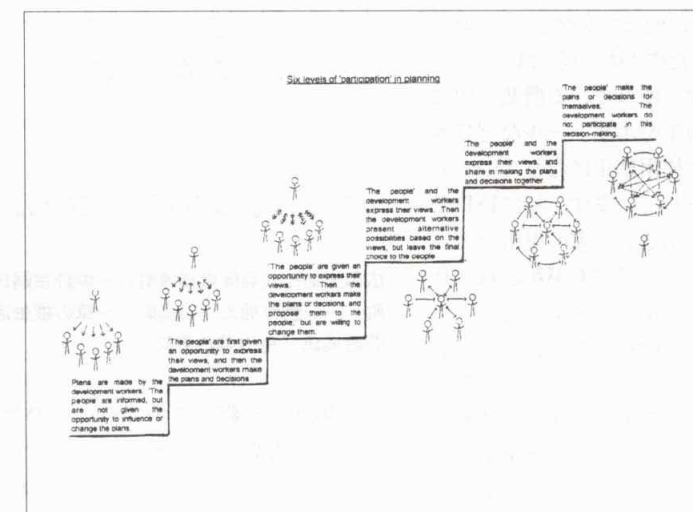 Six levels of 'participation' in planning
'The people' make the
plans or decisions for
themselves. The
development workers do
not participate in this
decision-making.
'The people' and the
development workers
express their views, and
share in making the plans
and decisions together
'The people' and the
development workers
express their views. Then
the development workers
present alternative
possibilities based on the
views, but leave the final
choice to the people
'The people' are given an
opportunity to express their
views. Then the
development workers make
the plans or decisions, and
propose them to the
people, but are willing to
change them.
'The people' are first given
an opportunity to express
their views, and then the
development workers make
the plans and decisions
Plans are made by the
development workers. 'The
people are informed, but
are not given the
opportunity to influence or
change the plans.